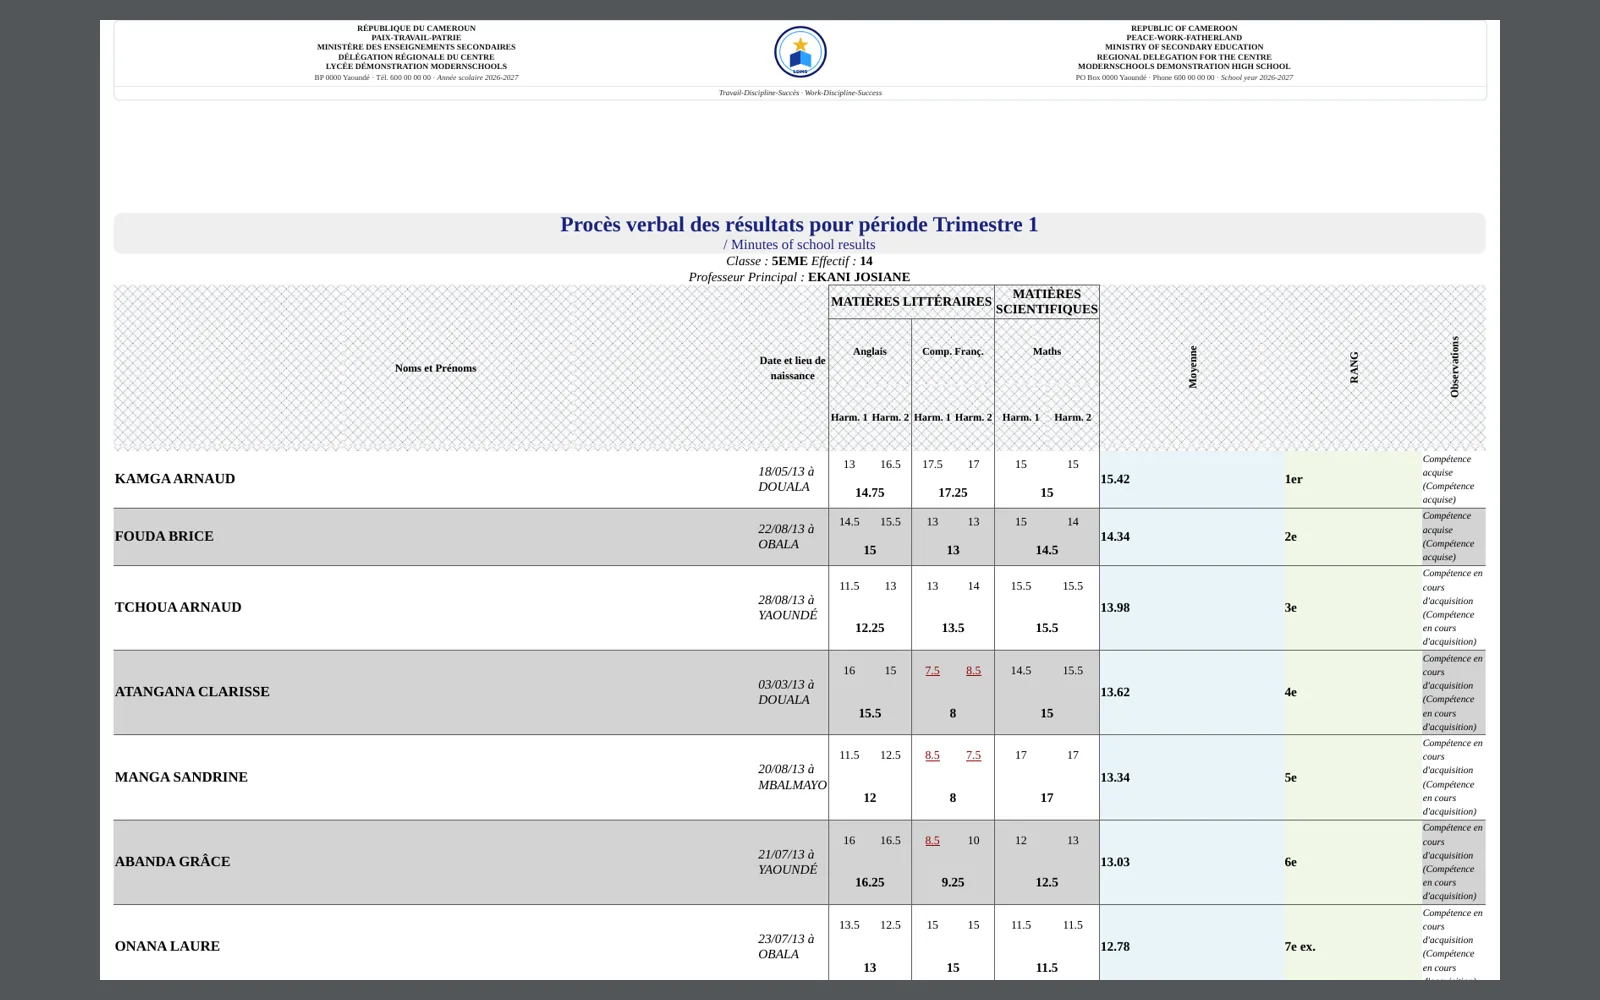 RÉPUBLIQUE DU CAMEROUN
PAIX-TRAVAIL-PATRIE
MINISTÈRE DES ENSEIGNEMENTS SECONDAIRES
DÉLÉGATION RÉGIONALE DU CENTRE
LYCÉE DÉMONSTRATION MODERNSCHOOLS
BP 0000 Yaoundé · Tél. 600 00 00 00 · Année scolaire 2026-2027
LDMS
REPUBLIC OF CAMEROON
PEACE-WORK-FATHERLAND
MINISTRY OF SECONDARY EDUCATION
REGIONAL DELEGATION FOR THE CENTRE
MODERNSCHOOLS DEMONSTRATION HIGH SCHOOL
PO Box 0000 Yaoundé · Phone 600 00 00 00 · School year 2026-2027
Travail-Discipline-Succès · Work-Discipline-Success
Procès verbal des résultats pour période Trimestre 1
/ Minutes of school results
Classe : 5EME Effectif : 14
Professeur Principal : EKANI JOSIANE
Noms et Prénoms
Date et lieu de
naissance
MATIÈRES LITTÉRAIRES
MATIÈRES
SCIENTIFIQUES
Anglais Comp. Franç. Maths
Harm. 1 Harm. 2 Harm. 1 Harm. 2 Harm. 1 Harm. 2
Moyenne
RANG
Observations
KAMGA ARNAUD
18/05/13 à
DOUALA
13 16.5 17.5 17 15 15
14.75 17.25 15
15.42
1er
Compétence
acquise
(Compétence
acquise)
FOUDA BRICE
22/08/13 à
OBALA
14.5 15.5 13 13 15 14
15 13 14.5
14.34
2e
Compétence
acquise
(Compétence
acquise)
TCHOUA ARNAUD
28/08/13 à
YAOUNDÉ
11.5 13 13 14 15.5 15.5
12.25 13.5 15.5
13.98
3e
Compétence en
cours
d'acquisition
(Compétence
en cours
d'acquisition)
ATANGANA CLARISSE
03/03/13 à
DOUALA
16 15 7.5 8.5 14.5 15.5
15.5 8 15
13.62
4e
Compétence en
cours
d'acquisition
(Compétence
en cours
d'acquisition)
MANGA SANDRINE
20/08/13 à
MBALMAYO
11.5 12.5 8.5 7.5 17 17
12 8 17
13.34
5e
Compétence en
cours
d'acquisition
(Compétence
en cours
d'acquisition)
ABANDA GRÂCE
21/07/13 à
YAOUNDÉ
16 16.5 8.5 10 12 13
16.25 9.25 12.5
13.03
6e
Compétence en
cours
d'acquisition
(Compétence
en cours
d'acquisition)
ONANA LAURE
23/07/13 à
OBALA
13.5 12.5 15 15 11.5 11.5
13 15 11.5
12.78
7e ex.
Compétence en
cours
d'acquisition
(Compétence
en cours